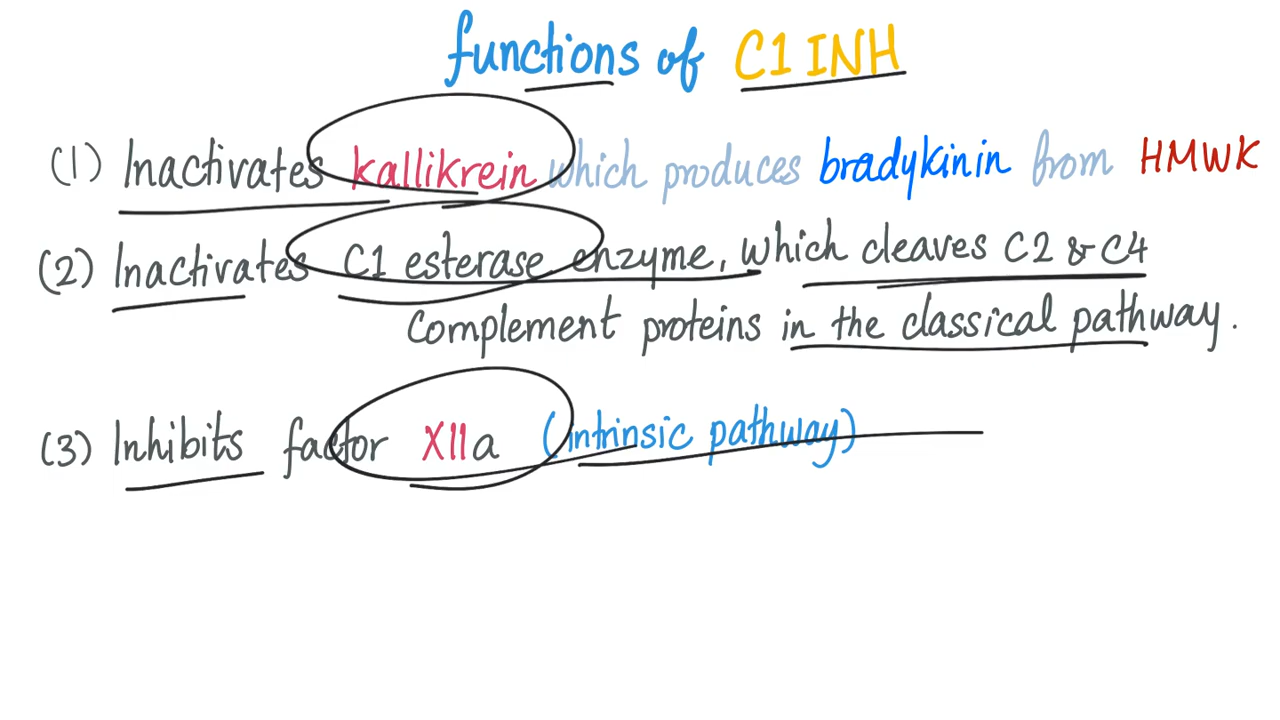 functions of C1 INH
(1) Inactivates kallikrein which produces bradykinin from HMWK
(2) Inactivates C1 esterase enzyme, which cleaves C2 & C4
Complement proteins in the classical pathway.
(3) Inhibits factor XIIa (intrinsic pathway)